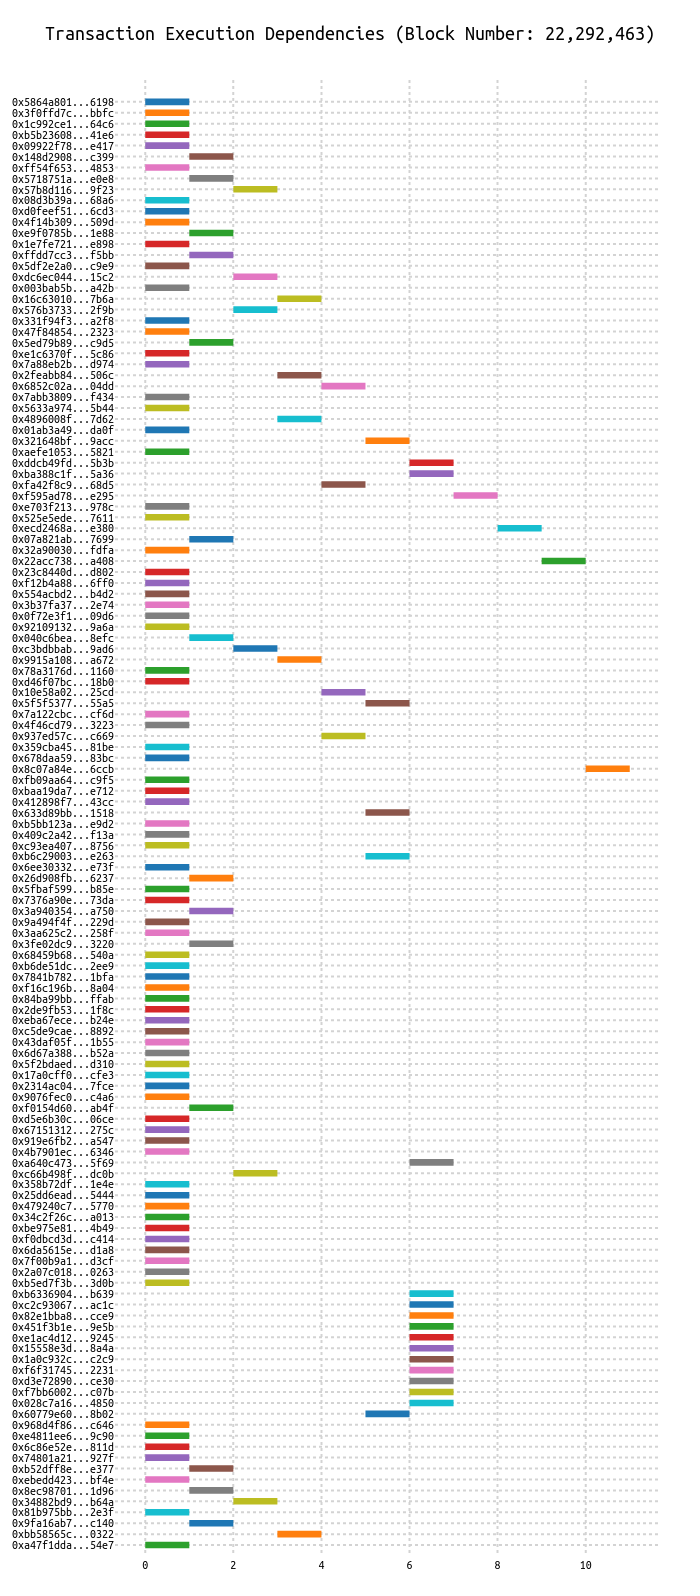 Transaction Execution Dependencies (Block Number: 22,292,463)
0x5864a801...6198
0x3f0ffd7c...bbfc
0x1c992ce1...64c6
0xb5b23608...41e6
0x09922f78...e417
0x148d2908...c399
0xff54f653...4853
0x5718751a...e0e8
0x57b8d116...9f23
0x08d3b39a...68a6
0xd0feef51...6cd3
0x4f14b309...509d
0xe9f0785b...1e88
0x1e7fe721...e898
0xffdd7cc3...f5bb
0x5df2e2a0...c9e9
0xdc6ec044...15c2
0x003bab5b...a42b
0x16c63010...7b6a
0x576b3733...2f9b
0x331f94f3...a2f8
0x47f84854...2323
0x5ed79b89...c9d5
0xe1c6370f...5c86
0x7a88eb2b...d974
0x2feabb84...506c
0x6852c02a...04dd
0x7abb3809...f434
0x5633a974...5b44
0x4896008f...7d62
0x01ab3a49...da0f
0x321648bf...9acc
0xaefe1053...5821
0xddcb49fd...5b3b
0xba388c1f...5a36
0xfa42f8c9...68d5
0xf595ad78...e295
0xe703f213...978c
0x525e5ede...7611
0xecd2468a...e380
0x07a821ab...7699
0x32a90030...fdfa
0x22acc738...a408
0x23c8440d...d802
0xf12b4a88...6ff0
0x554acbd2...b4d2
0x3b37fa37...2e74
0x0f72e3f1...09d6
0x92109132...9a6a
0x040c6bea...8efc
0xc3bdbbab...9ad6
0x9915a108...a672
0x78a3176d...1160
0xd46f07bc...18b0
0x10e58a02...25cd
0x5f5f5377...55a5
0x7a122cbc...cf6d
0x4f46cd79...3223
0x937ed57c...c669
0x359cba45...81be
0x678daa59...83bc
0x8c07a84e...6ccb
0xfb09aa64...c9f5
0xbaa19da7...e712
0x412898f7...43cc
0x633d89bb...1518
0xb5bb123a...e9d2
0x409c2a42...f13a
0xc93ea407...8756
0xb6c29003...e263
0x6ee30332...e73f
0x26d908fb...6237
0x5fbaf599...b85e
0x7376a90e...73da
0x3a940354...a750
0x9a494f4f...229d
0x3aa625c2...258f
0x3fe02dc9...3220
0x68459b68...540a
0xb6de51dc...2ee9
0x7841b782...1bfa
0xf16c196b...8a04
0x84ba99bb...ffab
0x2de9fb53...1f8c
0xeba67ece...b24e
0xc5de9cae...8892
0x43daf05f...1b55
0x6d67a388...b52a
0x5f2bdaed...d310
0x17a0cff0...cfe3
0x2314ac04...7fce
0x9076fec0...c4a6
0xf0154d60...ab4f
0xd5e6b30c...06ce
0x67151312...275c
0x919e6fb2...a547
0x4b7901ec...6346
0xa640c473...5f69
0xc66b498f...dc0b
0x358b72df...1e4e
0x25dd6ead...5444
0x479240c7...5770
0x34c2f26c...a013
0xbe975e81...4b49
0xf0dbcd3d...c414
0x6da5615e...d1a8
0x7f00b9a1...d3cf
0x2a07c018...0263
0xb5ed7f3b...3d0b
0xb6336904...b639
0xc2c93067...ac1c
0x82e1bba8...cce9
0x451f3b1e...9e5b
0xe1ac4d12...9245
0x15558e3d...8a4a
0x1a0c932c...c2c9
0xf6f31745...2231
0xd3e72890...ce30
0xf7bb6002...c07b
0x028c7a16...4850
0x60779e60...8b02
0x968d4f86...c646
0xe4811ee6...9c90
0x6c86e52e...811d
0x74801a21...927f
0xb52dff8e...e377
0xebedd423...bf4e
0x8ec98701...1d96
0x34882bd9...b64a
0x81b975bb...2e3f
0x9fa16ab7...c140
0xbb58565c...0322
0xa47f1dda...54e7
0 2 4 6 8 10